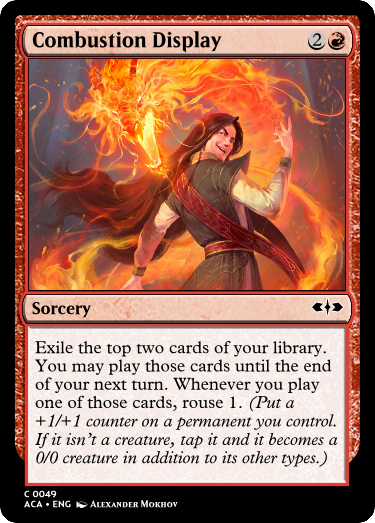 Combustion Display 2
Sorcery
Exile the top two cards of your library.
You may play those cards until the end
of your next turn. Whenever you play
one of those cards, rouse 1. (Put a
+1/+1 counter on a permanent you control.
If it isn't a creature, tap it and it becomes a
0/0 creature in addition to its other types.)
C 0049
ACA • ENG Alexander Mokhov